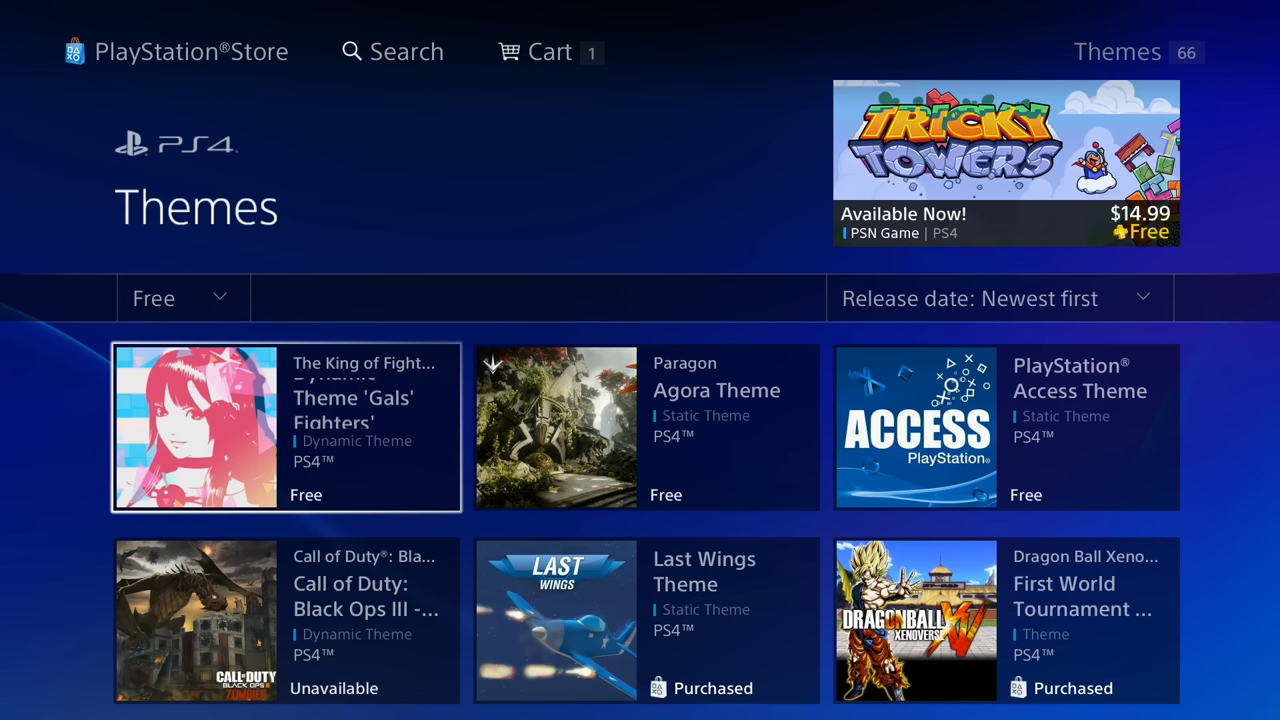 PlayStation®Store
Search
Cart 1
Themes 66
PS4
Themes
TRICKY
TOWERS
Available Now!
$14.99
PSN Game | PS4
Free
Free
Release date: Newest first
The King of Fight...
Dynamic
Theme 'Gals'
Fighters'
Dynamic Theme
PS4™
Free
Paragon
Agora Theme
Static Theme
PS4™
Free
ACCESS
PlayStation®
PlayStation®
Access Theme
Static Theme
PS4™
Free
CALL OF DUTY
BLACK OPS III
ZOMBIES
Call of Duty®: Bla...
Call of Duty:
Black Ops III -...
Dynamic Theme
PS4™
Unavailable
LAST
WINGS
Last Wings
Theme
Static Theme
PS4™
Purchased
DRAGONBALL
XENOVERSE
XV
Dragon Ball Xeno...
First World
Tournament ...
Theme
PS4™
Purchased